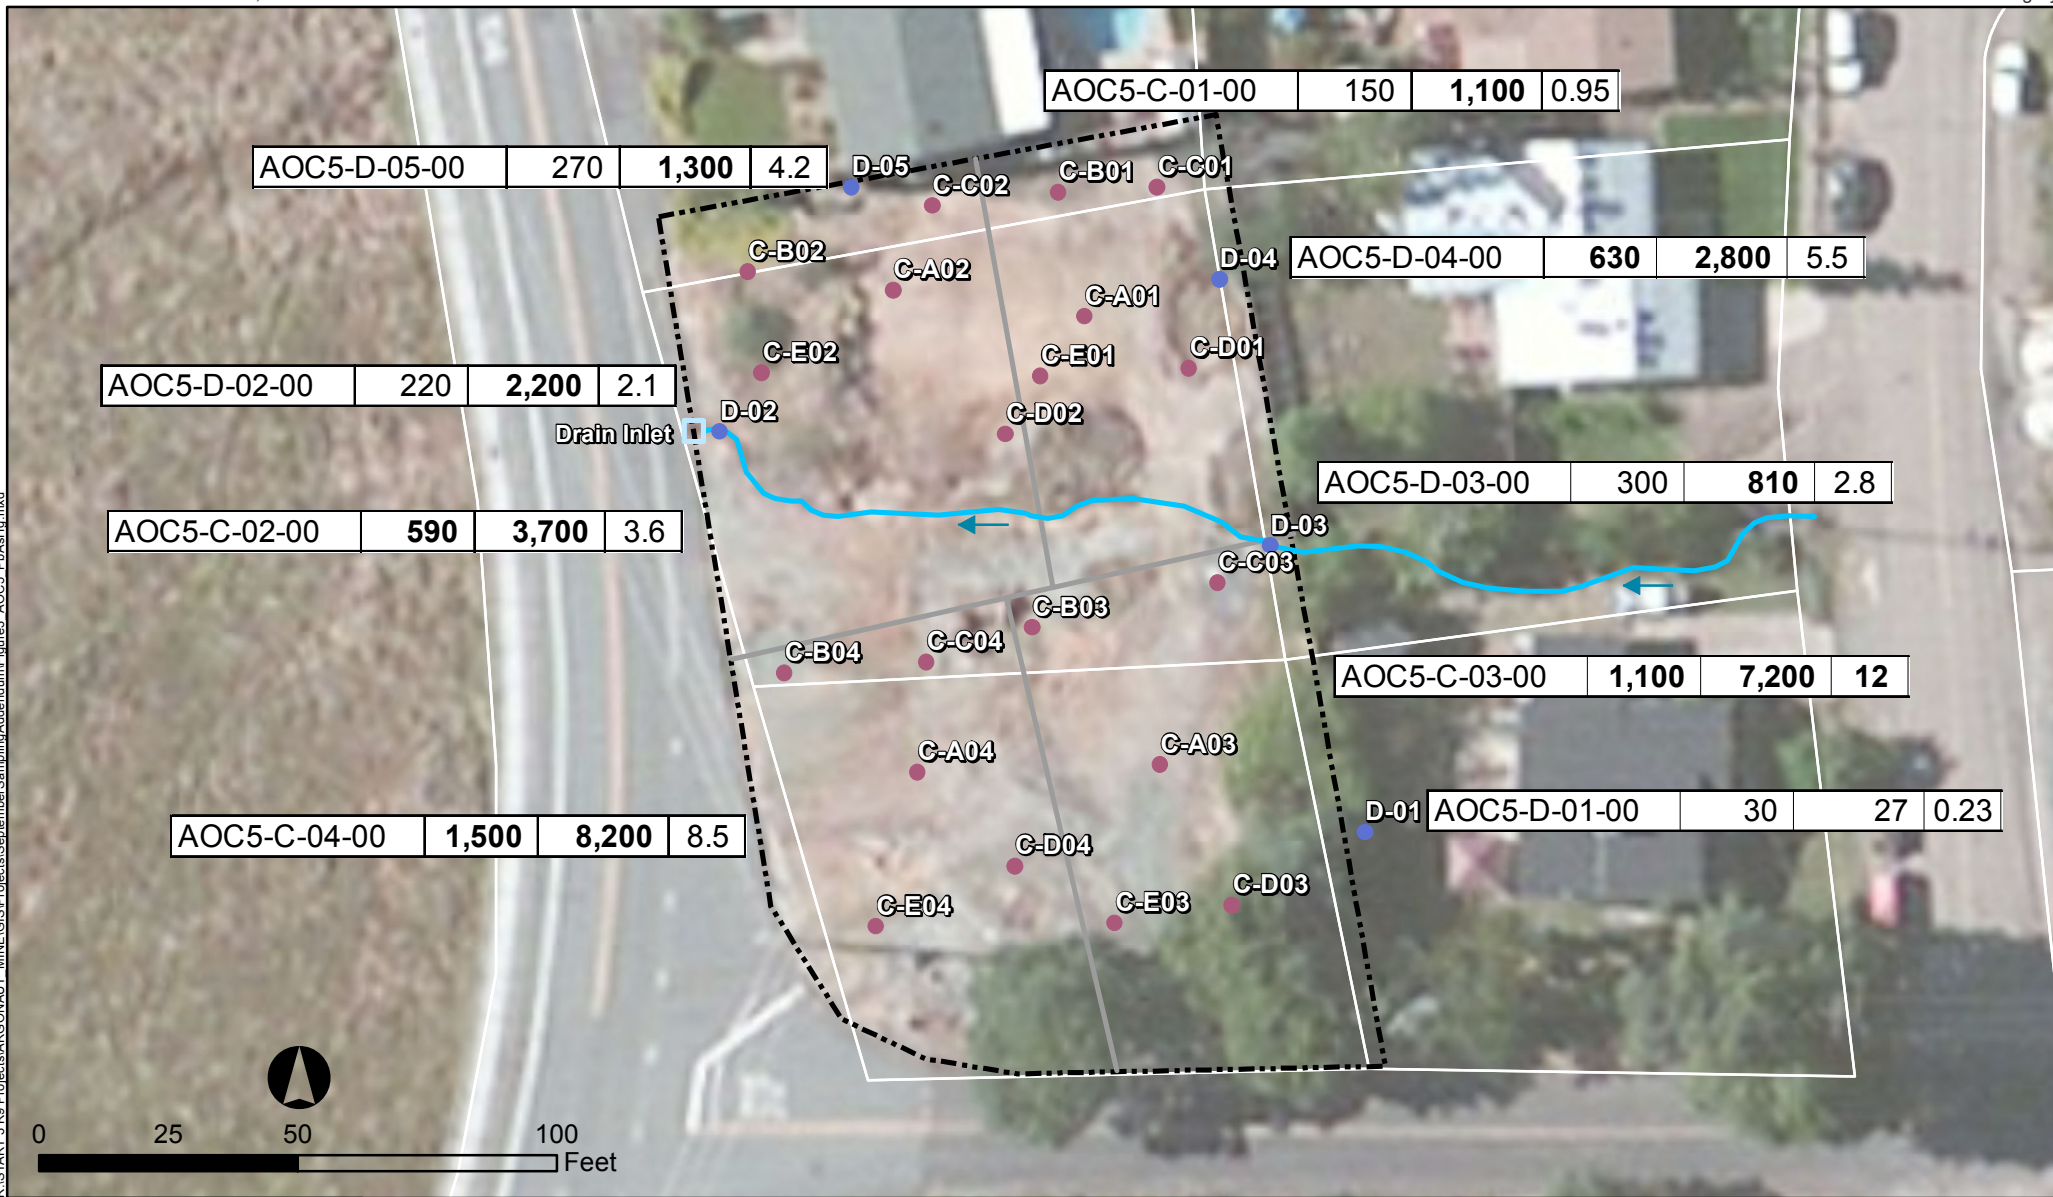 AOC5-C-01-00 150 1,100 0.95
AOC5-D-05-00 270 1,300 4.2
D-05
C-C02
C-B01
C-C01
C-B02
C-A02
D-04
AOC5-D-04-00 630 2,800 5.5
C-A01
C-E02
C-E01
C-D01
AOC5-D-02-00 220 2,200 2.1
D-02
C-D02
Drain Inlet
AOC5-D-03-00 300 810 2.8
AOC5-C-02-00 590 3,700 3.6
D-03
C-C03
C-B03
C-B04
C-C04
AOC5-C-03-00 1,100 7,200 12
C-A04
C-A03
AOC5-C-04-00 1,500 8,200 8.5
D-01
AOC5-D-01-00 30 27 0.23
C-D04
C-E04
C-E03
C-D03
0 25 50 100
Feet